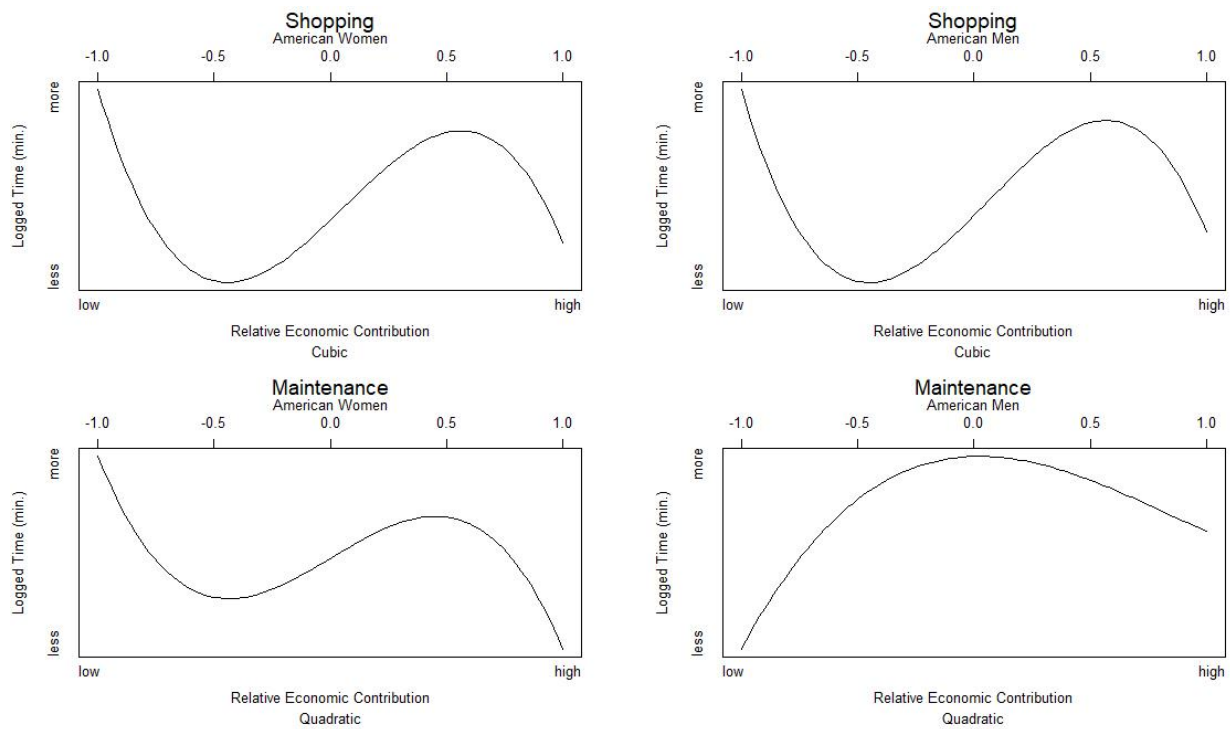 Shopping
American Women
-1.0 -0.5 0.0 0.5 1.0
more
Logged Time (min.)
less
low high
Relative Economic Contribution
Cubic
Shopping
American Men
-1.0 -0.5 0.0 0.5 1.0
more
Logged Time (min.)
less
low high
Relative Economic Contribution
Cubic
Maintenance
American Women
-1.0 -0.5 0.0 0.5 1.0
more
Logged Time (min.)
less
low high
Relative Economic Contribution
Quadratic
Maintenance
American Men
-1.0 -0.5 0.0 0.5 1.0
more
Logged Time (min.)
less
low high
Relative Economic Contribution
Quadratic